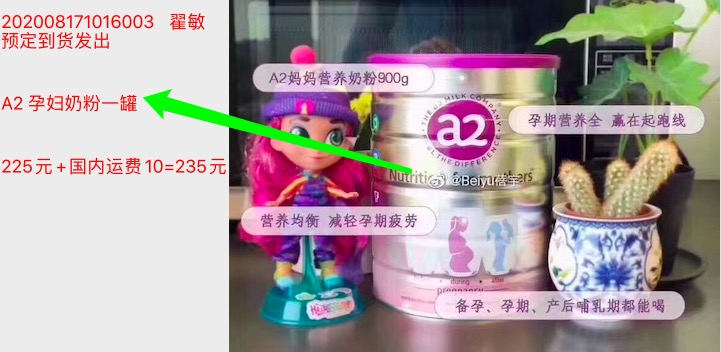 202008171016003 翟敏
预定到货发出
A2 孕妇奶粉一罐
225元+国内运费10=235元
A2妈妈营养奶粉900g
孕期营养全 赢在起跑线
THE A2 MILK COMPANY
a2
FEEL THE DIFFERENCE
@Beiyu倍宇
营养均衡 减轻孕期疲劳
during
after
pregnancy
备孕、孕期、产后哺乳期都能喝